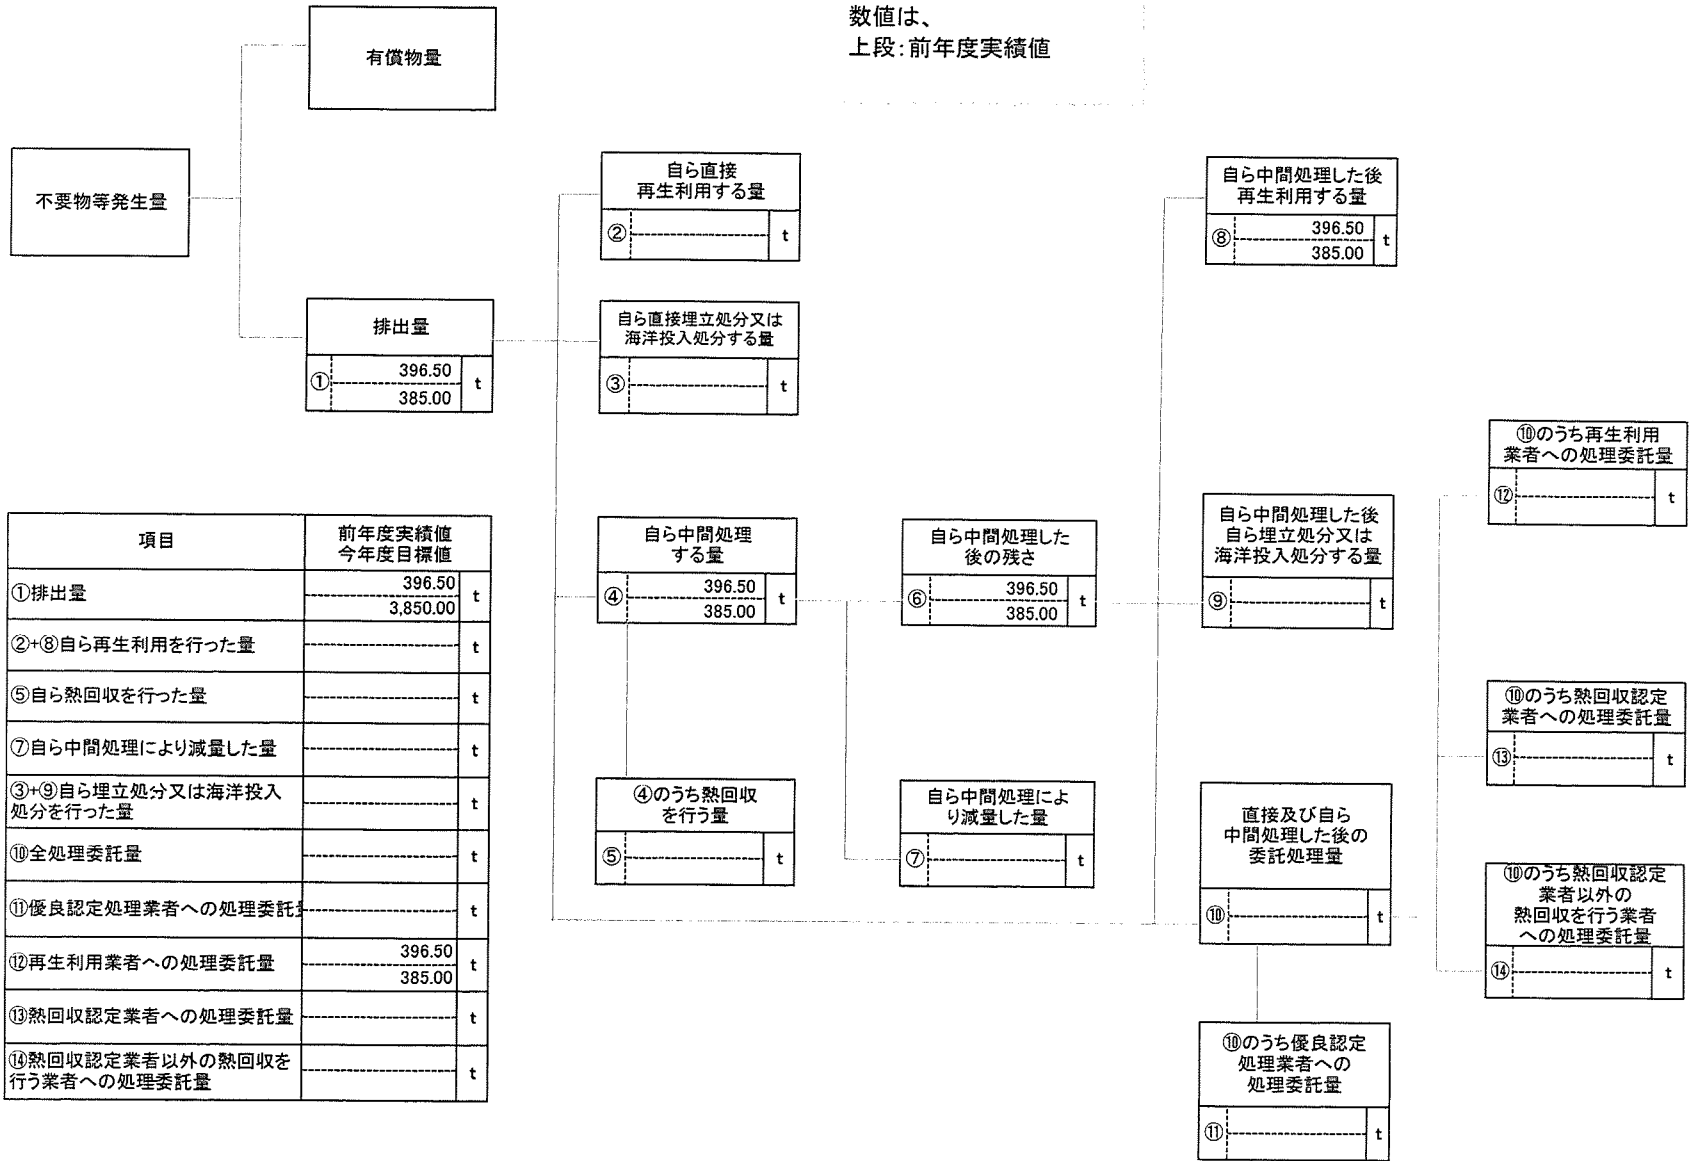 数値は、
上段：前年度実績値
有償物量
不要物等発生量
排出量
① 396.50 t
385.00
自ら直接
再生利用する量
② t
自ら直接埋立処分又は
海洋投入処分する量
③ t
自ら中間処理
する量
④ 396.50 t
385.00
④のうち熱回収
を行う量
⑤ t
自ら中間処理した
後の残さ
⑥ 396.50 t
385.00
自ら中間処理によ
り減量した量
⑦ t
自ら中間処理した後
再生利用する量
⑧ 396.50 t
385.00
自ら中間処理した後
自ら埋立処分又は
海洋投入処分する量
⑨ t
直接及び自ら
中間処理した後の
委託処理量
⑩ t
⑩のうち優良認定
処理業者への
処理委託量
⑪ t
⑩のうち再生利用
業者への処理委託量
⑫ t
⑩のうち熱回収認定
業者への処理委託量
⑬ t
⑩のうち熱回収認定
業者以外の
熱回収を行う業者
への処理委託量
⑭ t
項目
前年度実績値
今年度目標値
①排出量 396.50 t
3,850.00
②+⑧自ら再生利用を行った量 t
⑤自ら熱回収を行った量 t
⑦自ら中間処理により減量した量 t
③+⑨自ら埋立処分又は海洋投入
処分を行った量 t
⑩全処理委託量 t
⑪優良認定処理業者への処理委託 t
⑫再生利用業者への処理委託量 396.50 t
385.00
⑬熱回収認定業者への処理委託量 t
⑭熱回収認定業者以外の熱回収を
行う業者への処理委託量 t